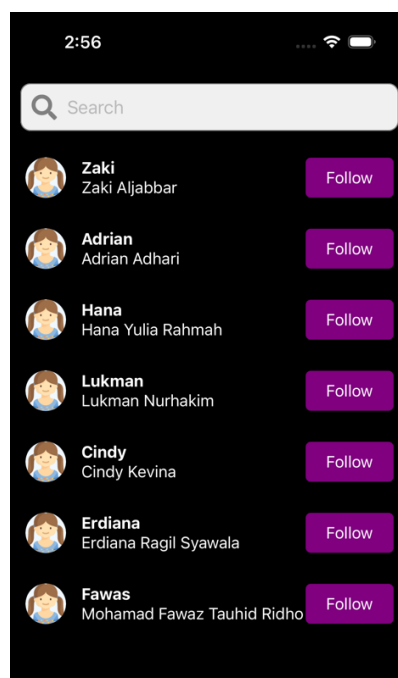 2:56
Search
Zaki
Zaki Aljabbar
Follow
Adrian
Adrian Adhari
Follow
Hana
Hana Yulia Rahmah
Follow
Lukman
Lukman Nurhakim
Follow
Cindy
Cindy Kevina
Follow
Erdiana
Erdiana Ragil Syawala
Follow
Fawas
Mohamad Fawaz Tauhid Ridho
Follow